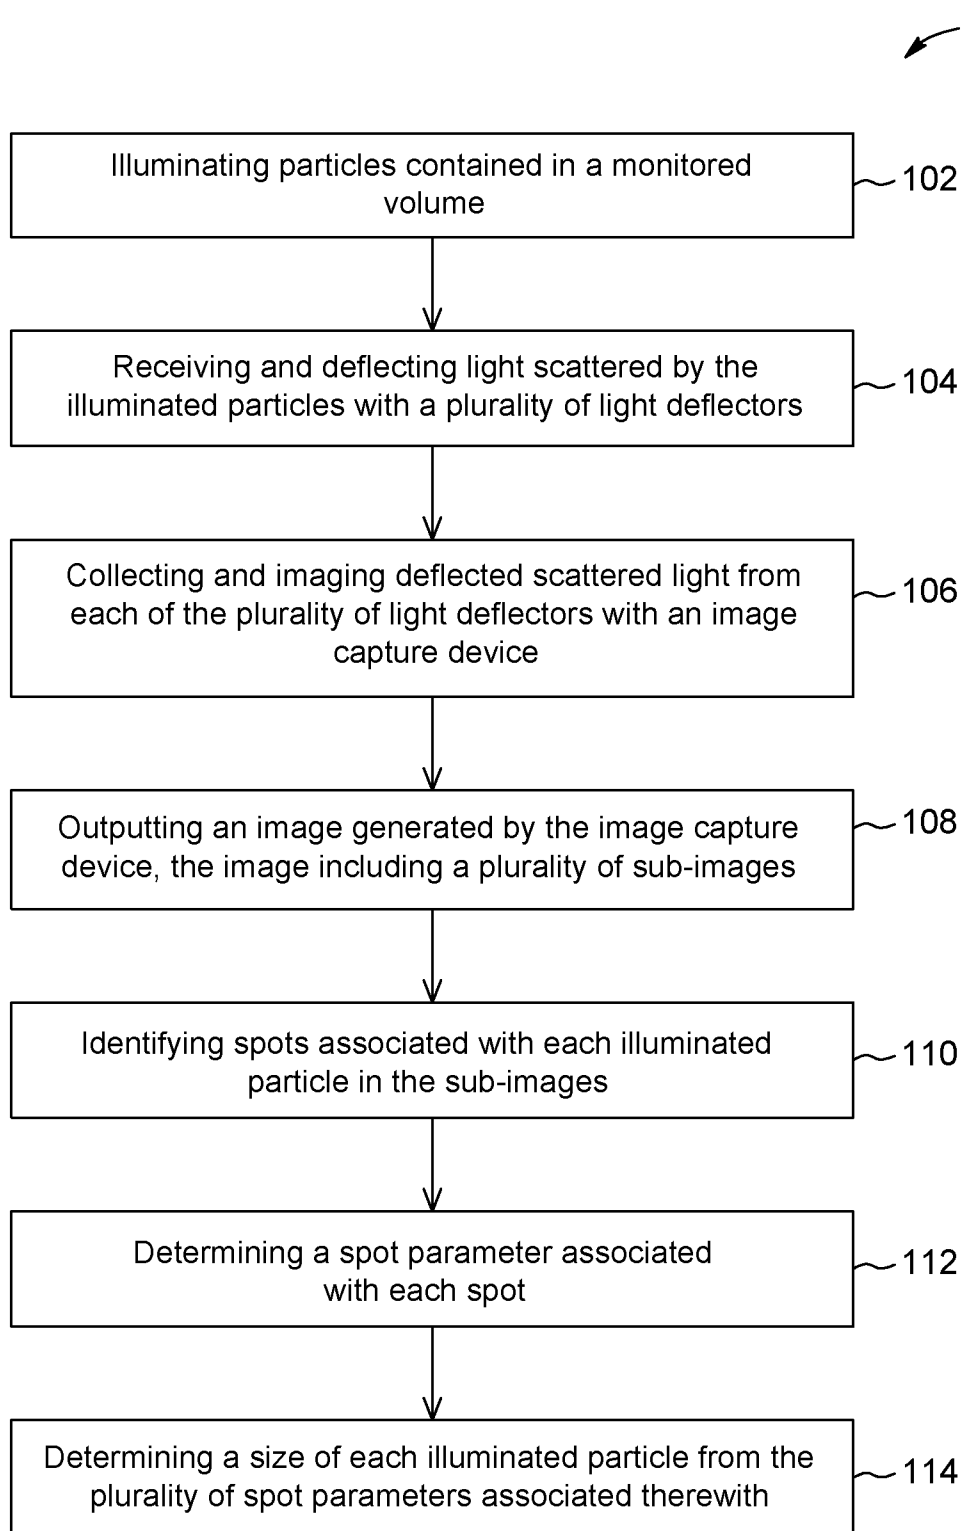 Illuminating particles contained in a monitored
volume
102
Receiving and deflecting light scattered by the
illuminated particles with a plurality of light deflectors
104
Collecting and imaging deflected scattered light from
each of the plurality of light deflectors with an image
capture device
106
Outputting an image generated by the image capture
device, the image including a plurality of sub-images
108
Identifying spots associated with each illuminated
particle in the sub-images
110
Determining a spot parameter associated
with each spot
112
Determining a size of each illuminated particle from the
plurality of spot parameters associated therewith
114